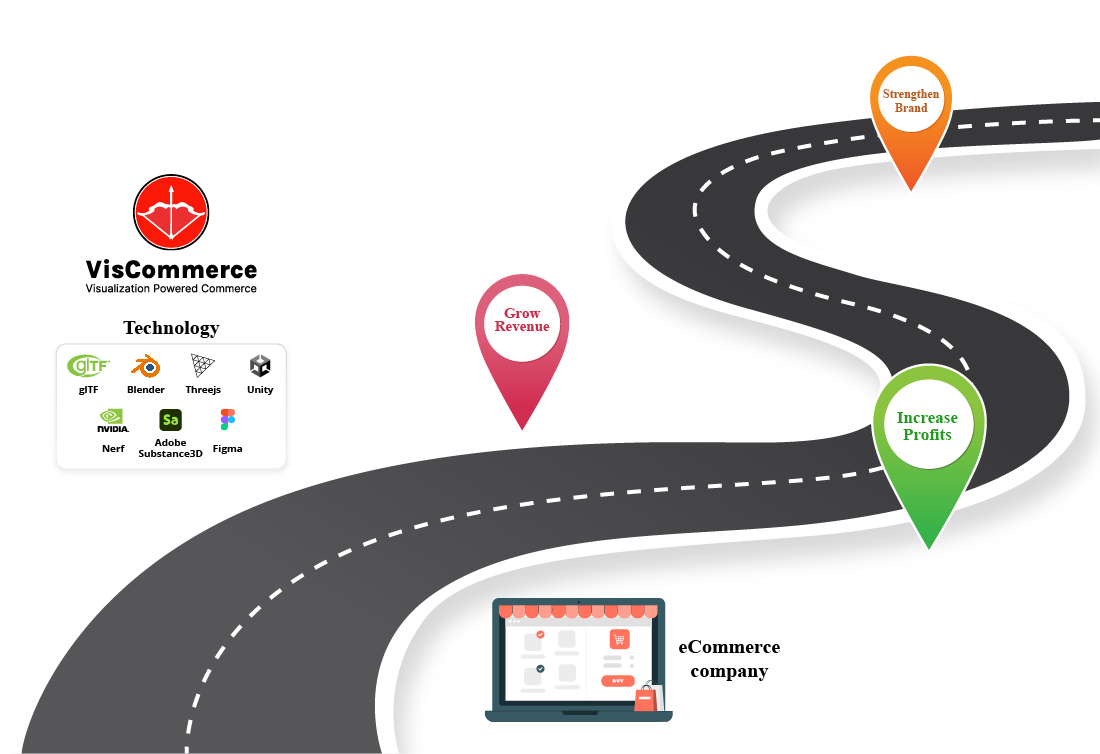 Strengthen
Brand
VisCommerce
Visualization Powered Commerce
Grow
Revenue
Technology
glTF
glTF
Blender
Threejs
Unity
NVIDIA.
Sa
Nerf
Adobe
Substance3D
Figma
Increase
Profits
BUY
eCommerce
company